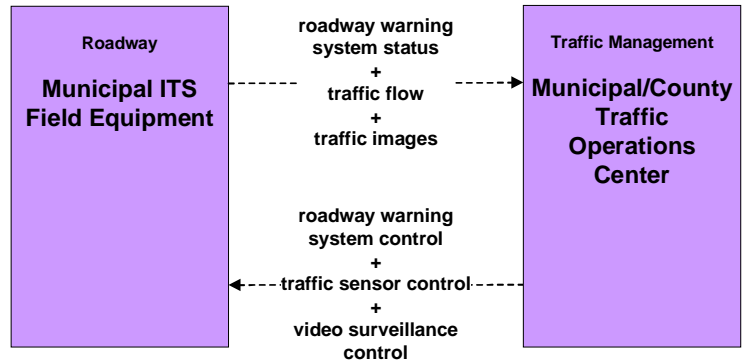 Roadway
Municipal ITS
Field Equipment
roadway warning
system status
+
traffic flow
+
traffic images
roadway warning
system control
+
traffic sensor control
+
video surveillance
control
Traffic Management
Municipal/County
Traffic
Operations
Center